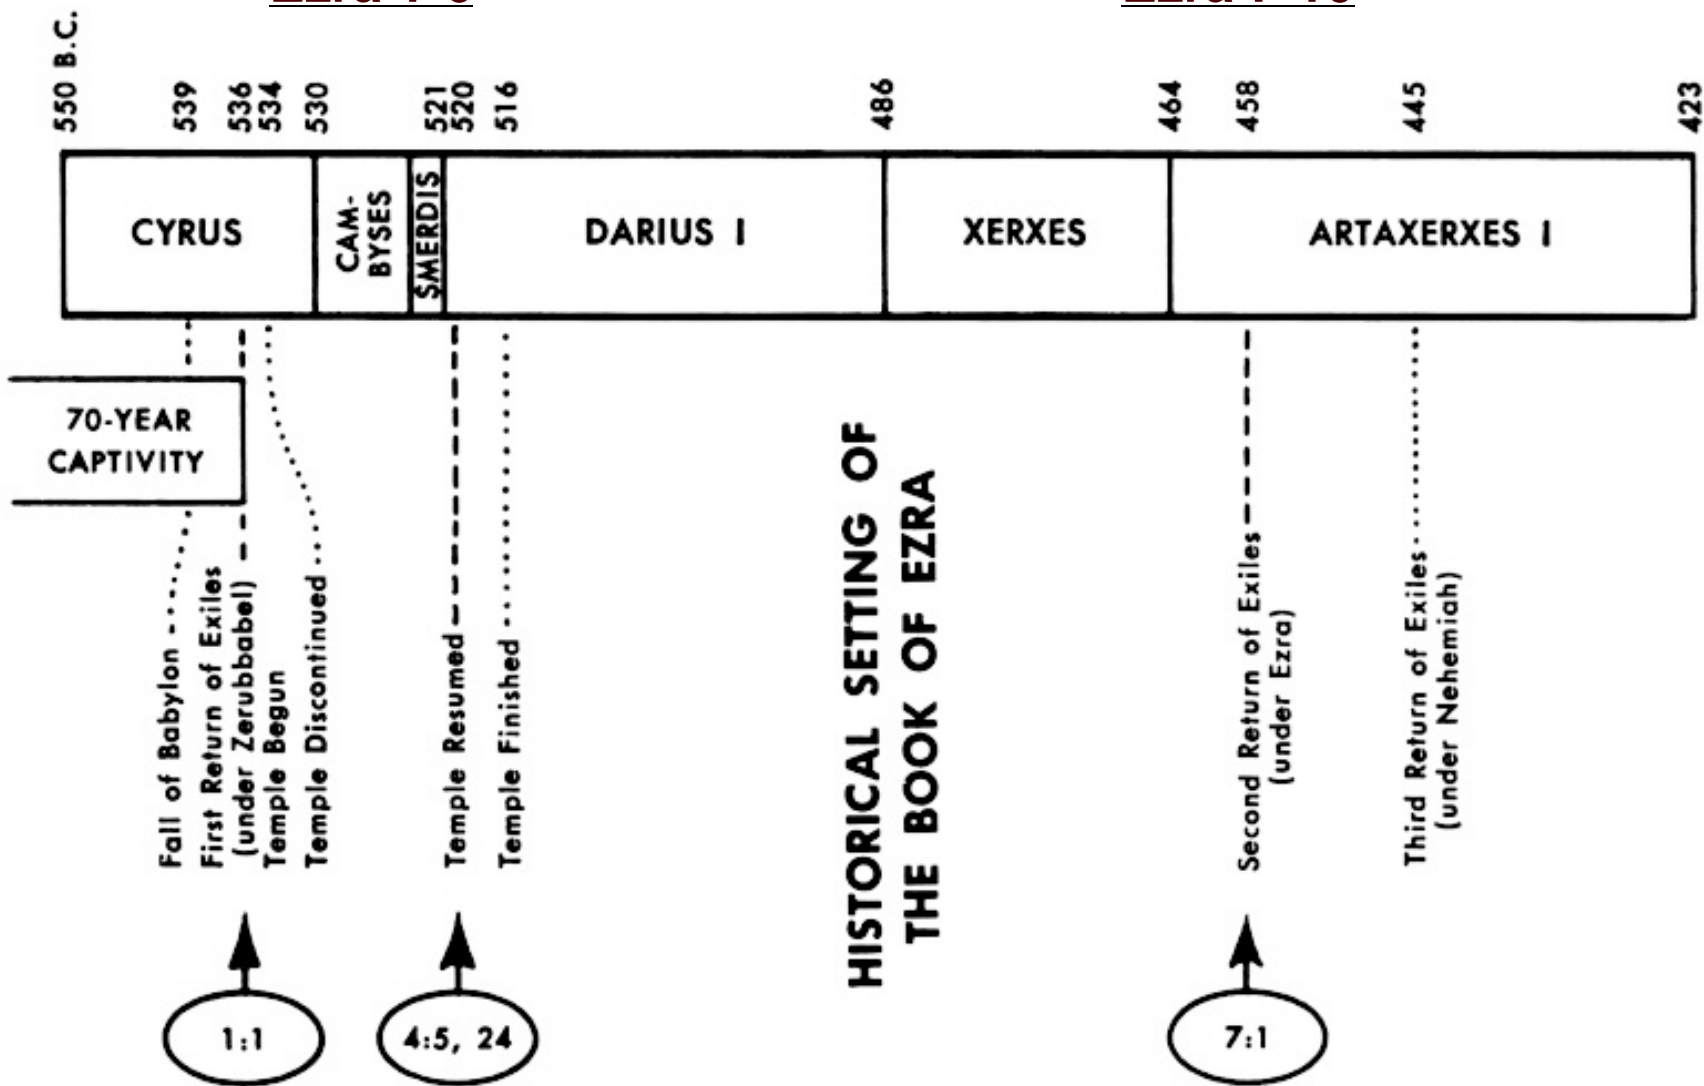 550 B.C.
539
536
534
530
521
520
516
486
464
458
445
423
CYRUS
CAM-
BYSES
SMERDIS
DARIUS I
XERXES
ARTAXERXES I
70-YEAR
CAPTIVITY
Fall of Babylon
First Return of Exiles
(under Zerubbabel)
Temple Begun
Temple Discontinued
Temple Resumed
Temple Finished
HISTORICAL SETTING OF
THE BOOK OF EZRA
Second Return of Exiles
(under Ezra)
Third Return of Exiles
(under Nehemiah)
1:1
4:5, 24
7:1